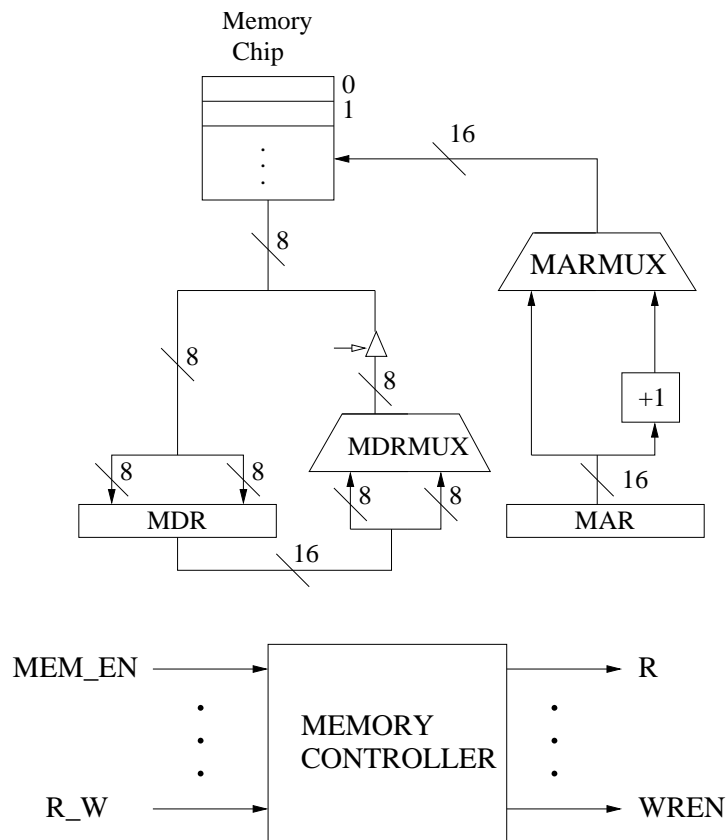 Memory
Chip
0
1
16
8
MARMUX
8
8
+1
MDRMUX
8
8
8
8
16
MDR
MAR
16
MEM_EN
R
MEMORY
CONTROLLER
R_W
WREN